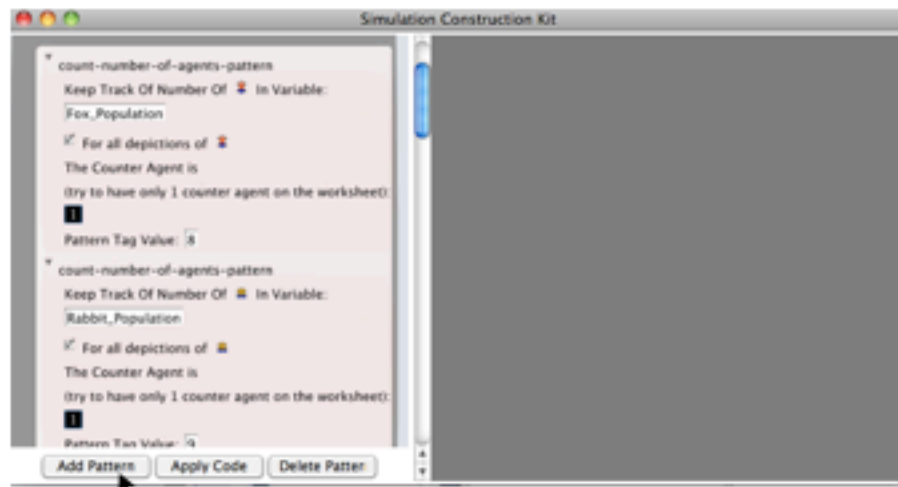 Simulation Construction Kit
count-number-of-agents-pattern
Keep Track Of Number Of In Variable:
Fox_Population
For all depictions of
The Counter Agent is
(try to have only 1 counter agent on the worksheet):
1
Pattern Tag Value: 8
count-number-of-agents-pattern
Keep Track Of Number Of In Variable:
Rabbit_Population
For all depictions of
The Counter Agent is
(try to have only 1 counter agent on the worksheet):
1
Pattern Tag Value: 9
Add Pattern Apply Code Delete Patter